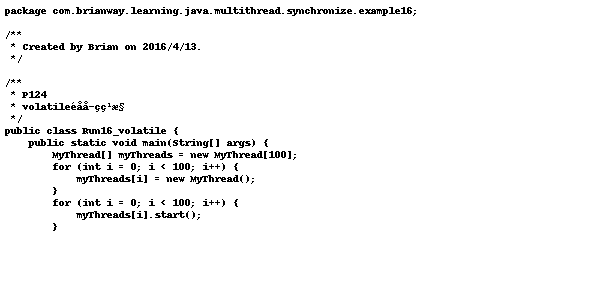 package com.brianway.learning.java.multithread.synchronize.example16;
/**
 * Created by Brian on 2016/4/13.
 */
/**
 * P124
 * volatileéåå­çç¹æ§
 */
public class Run16_volatile {
    public static void main(String[] args) {
        MyThread[] myThreads = new MyThread[100];
        for (int i = 0; i < 100; i++) {
            myThreads[i] = new MyThread();
        }
        for (int i = 0; i < 100; i++) {
            myThreads[i].start();
        }